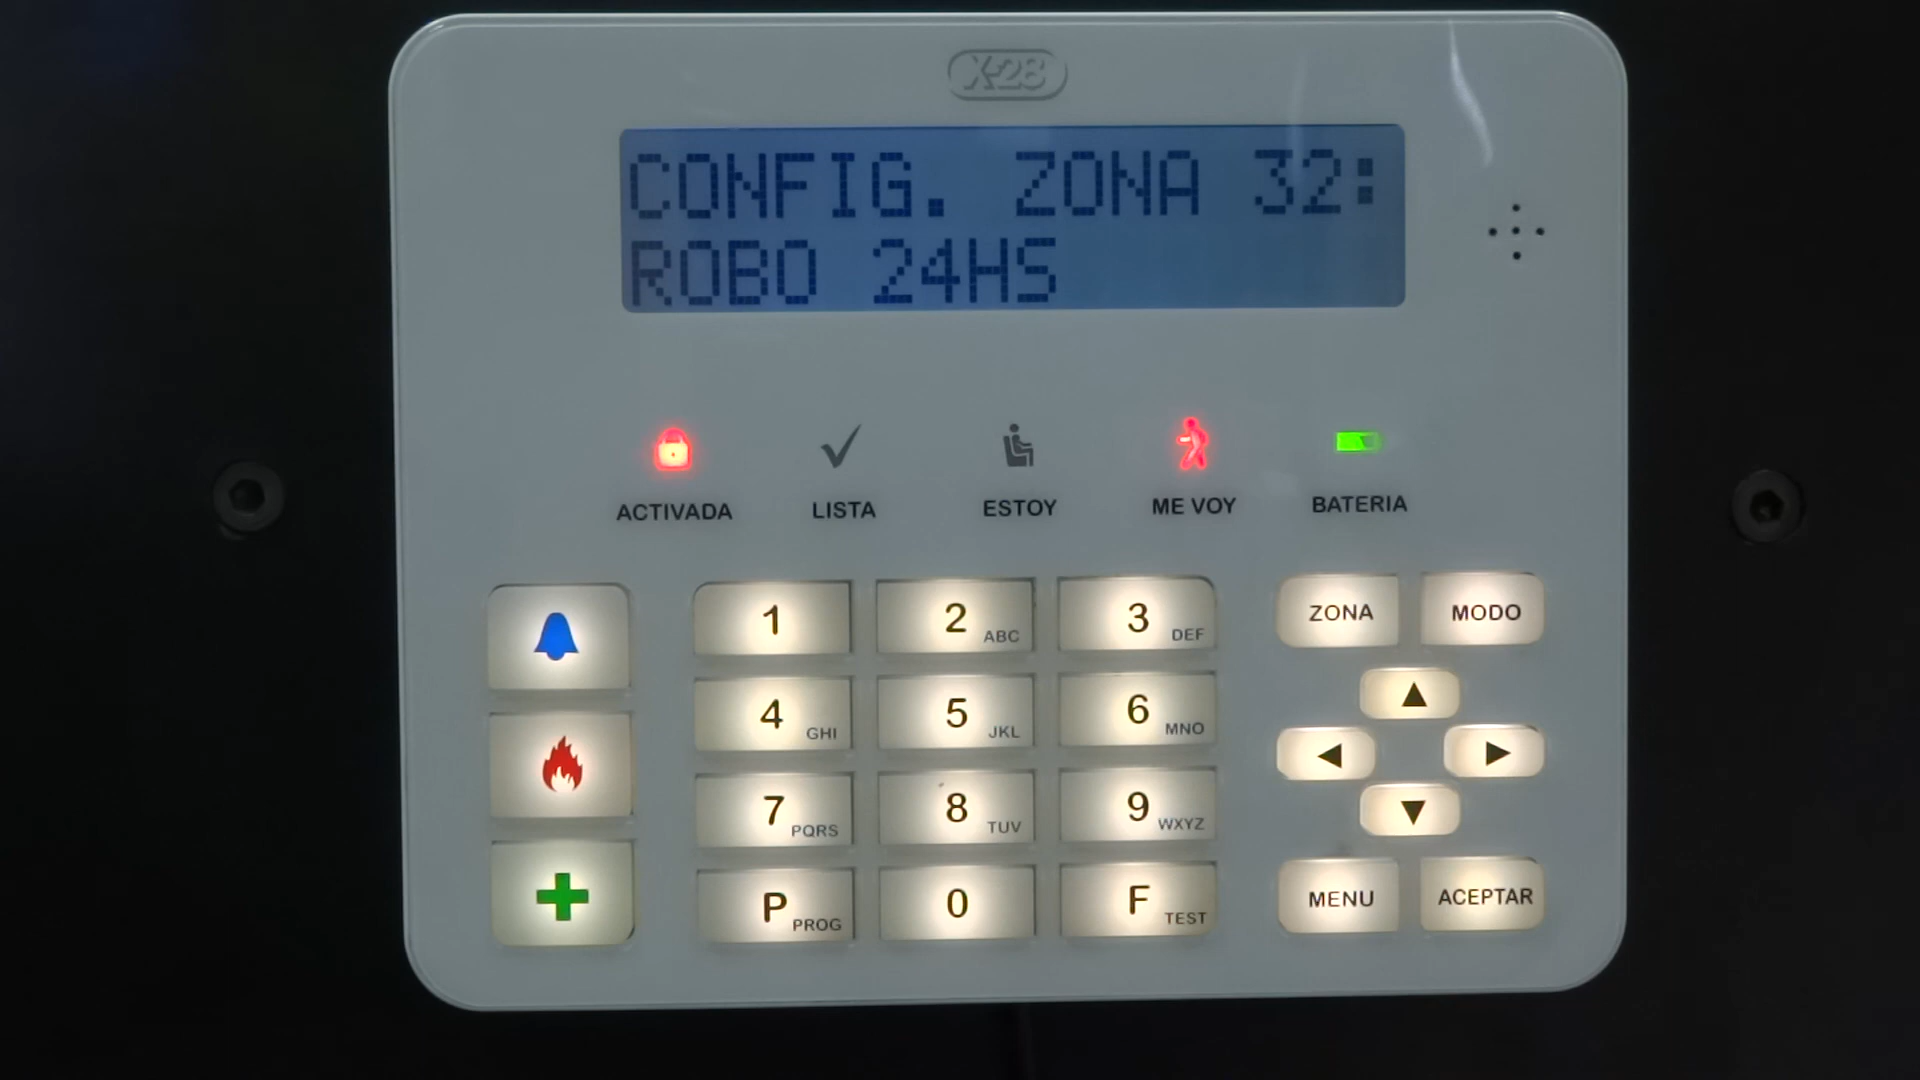 X-28
CONFIG. ZONA 32:
ROBO 24HS
ACTIVADA
LISTA
ESTOY
ME VOY
BATERIA
1
2 ABC
3 DEF
ZONA
MODO
4 GHI
5 JKL
6 MNO
7 PQRS
8 TUV
9 WXYZ
P PROG
0
F TEST
MENU
ACEPTAR